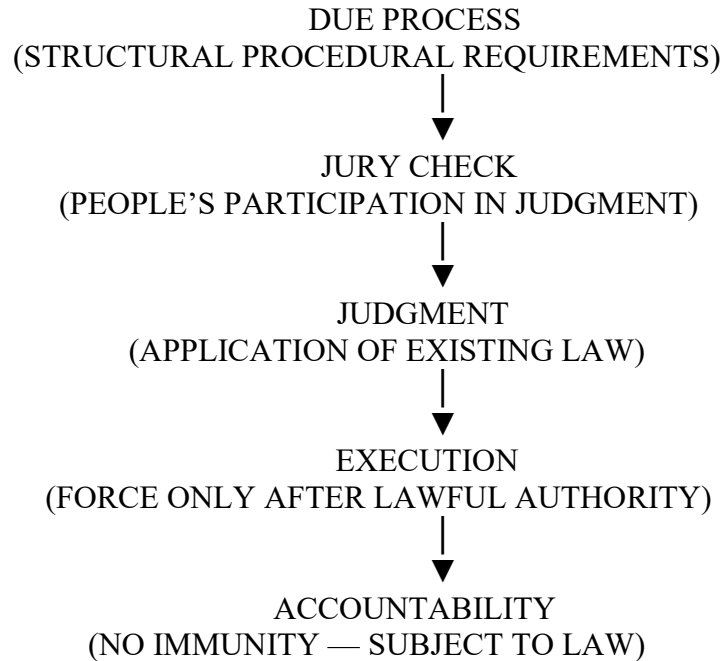 DUE PROCESS
(STRUCTURAL PROCEDURAL REQUIREMENTS)
JURY CHECK
(PEOPLE’S PARTICIPATION IN JUDGMENT)
JUDGMENT
(APPLICATION OF EXISTING LAW)
EXECUTION
(FORCE ONLY AFTER LAWFUL AUTHORITY)
ACCOUNTABILITY
(NO IMMUNITY — SUBJECT TO LAW)